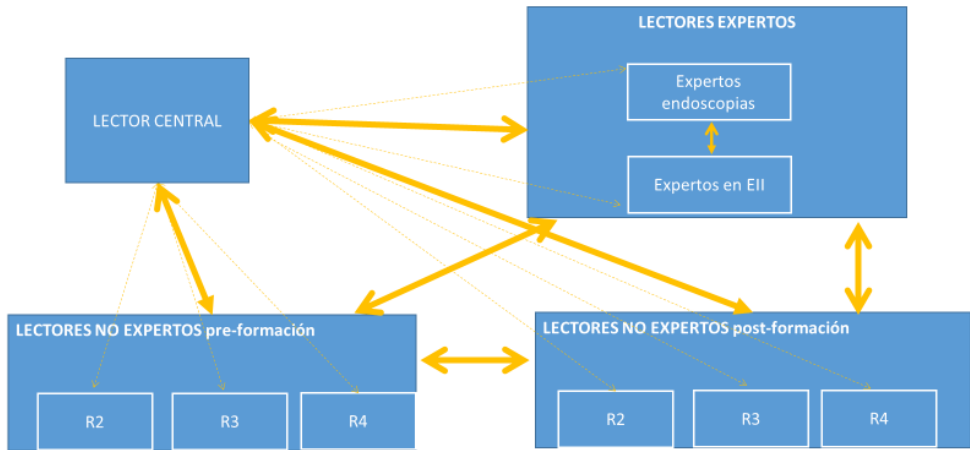 LECTORES EXPERTOS
Expertos
endoscopias
LECTOR CENTRAL
Expertos en EII
LECTORES NO EXPERTOS pre-formación
R2
R3
R4
LECTORES NO EXPERTOS post-formación
R2
R3
R4